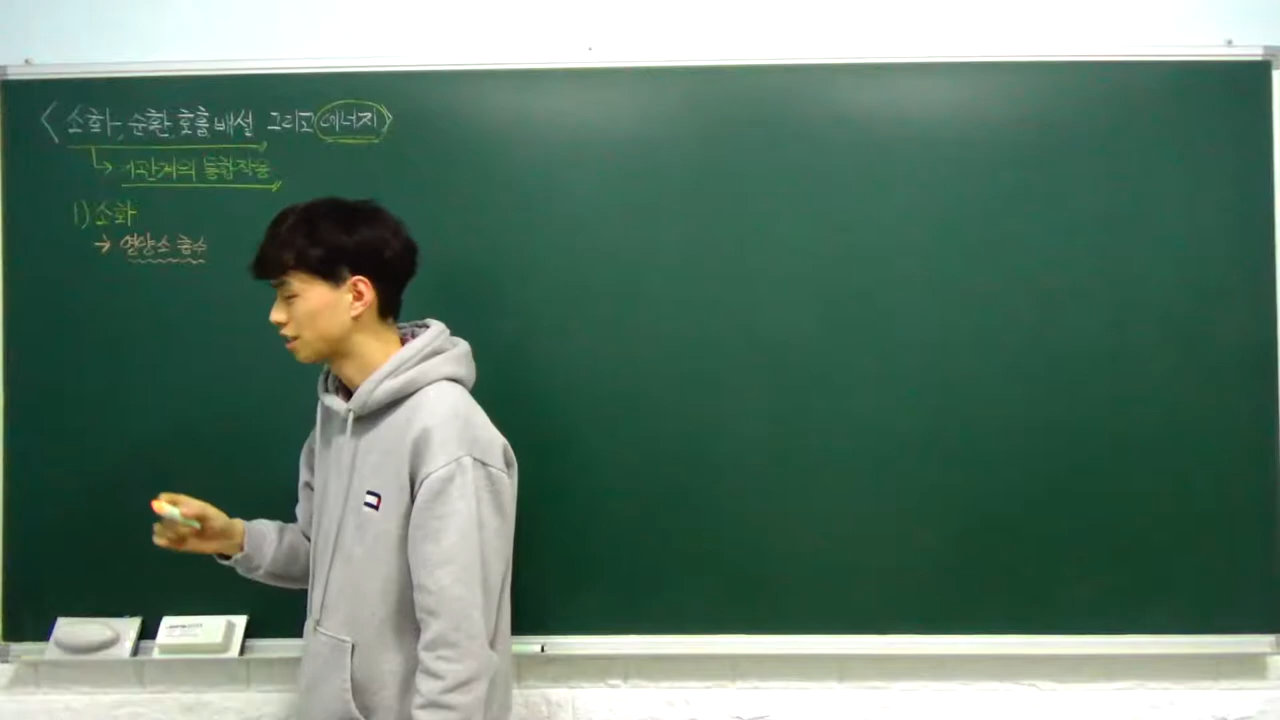 <소화, 순환, 호흡, 배설 그리고 에너지>
↳ 기관계의 통합작용
1) 소화
→ 영양소 흡수